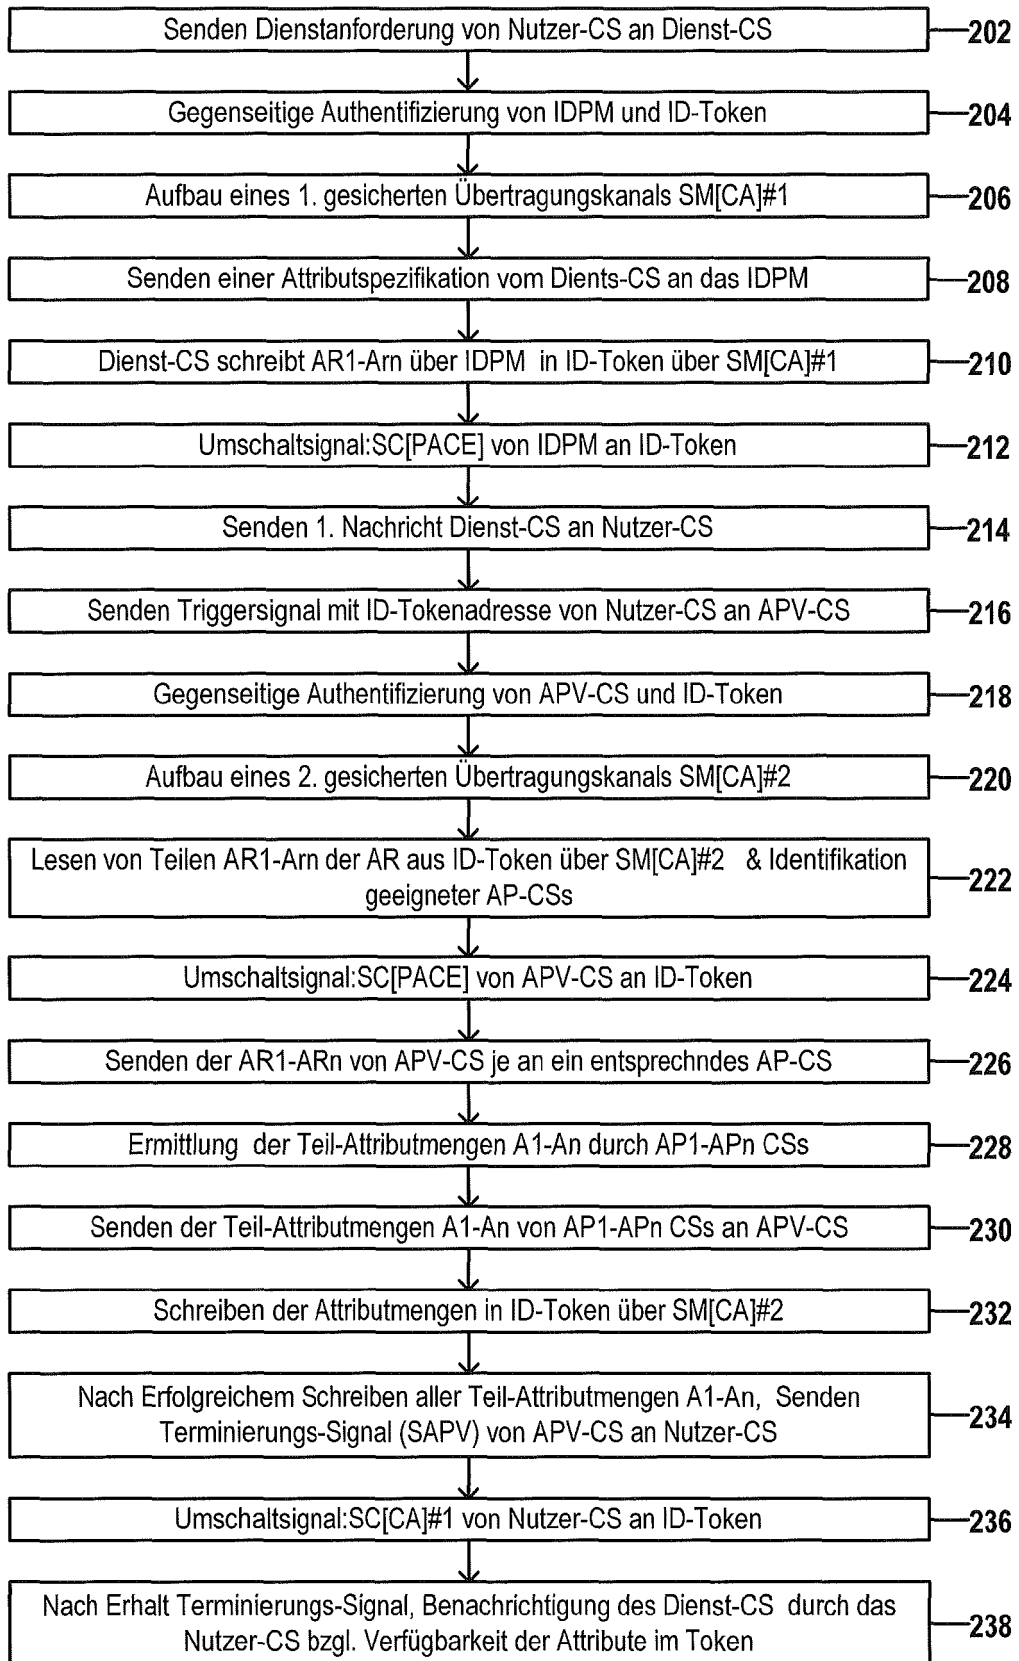 Senden Dienstanforderung von Nutzer-CS an Dienst-CS
202
Gegenseitige Authentifizierung von IDPM und ID-Token
204
Aufbau eines 1. gesicherten Übertragungskanals SM[CA]#1
206
Senden einer Attributspezifikation vom Dients-CS an das IDPM
208
Dienst-CS schreibt AR1-Arn über IDPM in ID-Token über SM[CA]#1
210
Umschaltsignal:SC[PACE] von IDPM an ID-Token
212
Senden 1. Nachricht Dienst-CS an Nutzer-CS
214
Senden Triggersignal mit ID-Tokenadresse von Nutzer-CS an APV-CS
216
Gegenseitige Authentifizierung von APV-CS und ID-Token
218
Aufbau eines 2. gesicherten Übertragungskanals SM[CA]#2
220
Lesen von Teilen AR1-Arn der AR aus ID-Token über SM[CA]#2 & Identifikation
geeigneter AP-CSs
222
Umschaltsignal:SC[PACE] von APV-CS an ID-Token
224
Senden der AR1-ARn von APV-CS je an ein entsprechndes AP-CS
226
Ermittlung der Teil-Attributmengen A1-An durch AP1-APn CSs
228
Senden der Teil-Attributmengen A1-An von AP1-APn CSs an APV-CS
230
Schreiben der Attributmengen in ID-Token über SM[CA]#2
232
Nach Erfolgreichem Schreiben aller Teil-Attributmengen A1-An, Senden
Terminierungs-Signal (SAPV) von APV-CS an Nutzer-CS
234
Umschaltsignal:SC[CA]#1 von Nutzer-CS an ID-Token
236
Nach Erhalt Terminierungs-Signal, Benachrichtigung des Dienst-CS durch das
Nutzer-CS bzgl. Verfügbarkeit der Attribute im Token
238